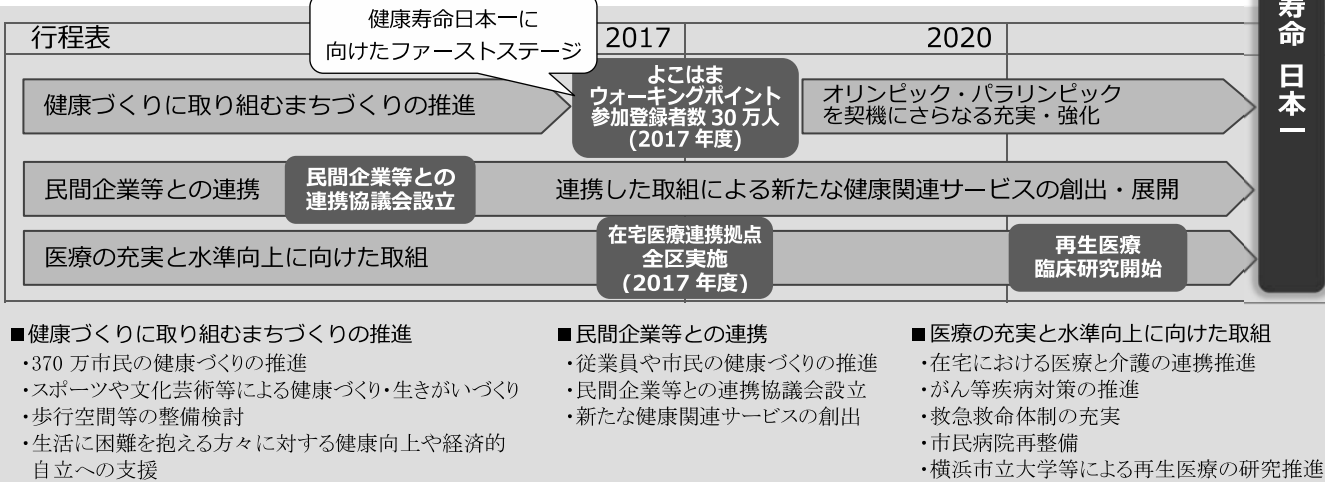 健康寿命日本一に
向けたファーストステージ
行程表
2017
2020
健康づくりに取り組むまちづくりの推進
よこはま
ウォーキングポイント
参加登録者数 30 万人
(2017 年度)
オリンピック・パラリンピック
を契機にさらなる充実・強化
民間企業等との連携
民間企業等との
連携協議会設立
連携した取組による新たな健康関連サービスの創出・展開
医療の充実と水準向上に向けた取組
在宅医療連携拠点
全区実施
(2017 年度)
再生医療
臨床研究開始
寿命 日本一
■健康づくりに取り組むまちづくりの推進
・370 万市民の健康づくりの推進
・スポーツや文化芸術等による健康づくり・生きがいづくり
・歩行空間等の整備検討
・生活に困難を抱える方々に対する健康向上や経済的
自立への支援
■民間企業等との連携
・従業員や市民の健康づくりの推進
・民間企業等との連携協議会設立
・新たな健康関連サービスの創出
■医療の充実と水準向上に向けた取組
・在宅における医療と介護の連携推進
・がん等疾病対策の推進
・救急救命体制の充実
・市民病院再整備
・横浜市立大学等による再生医療の研究推進